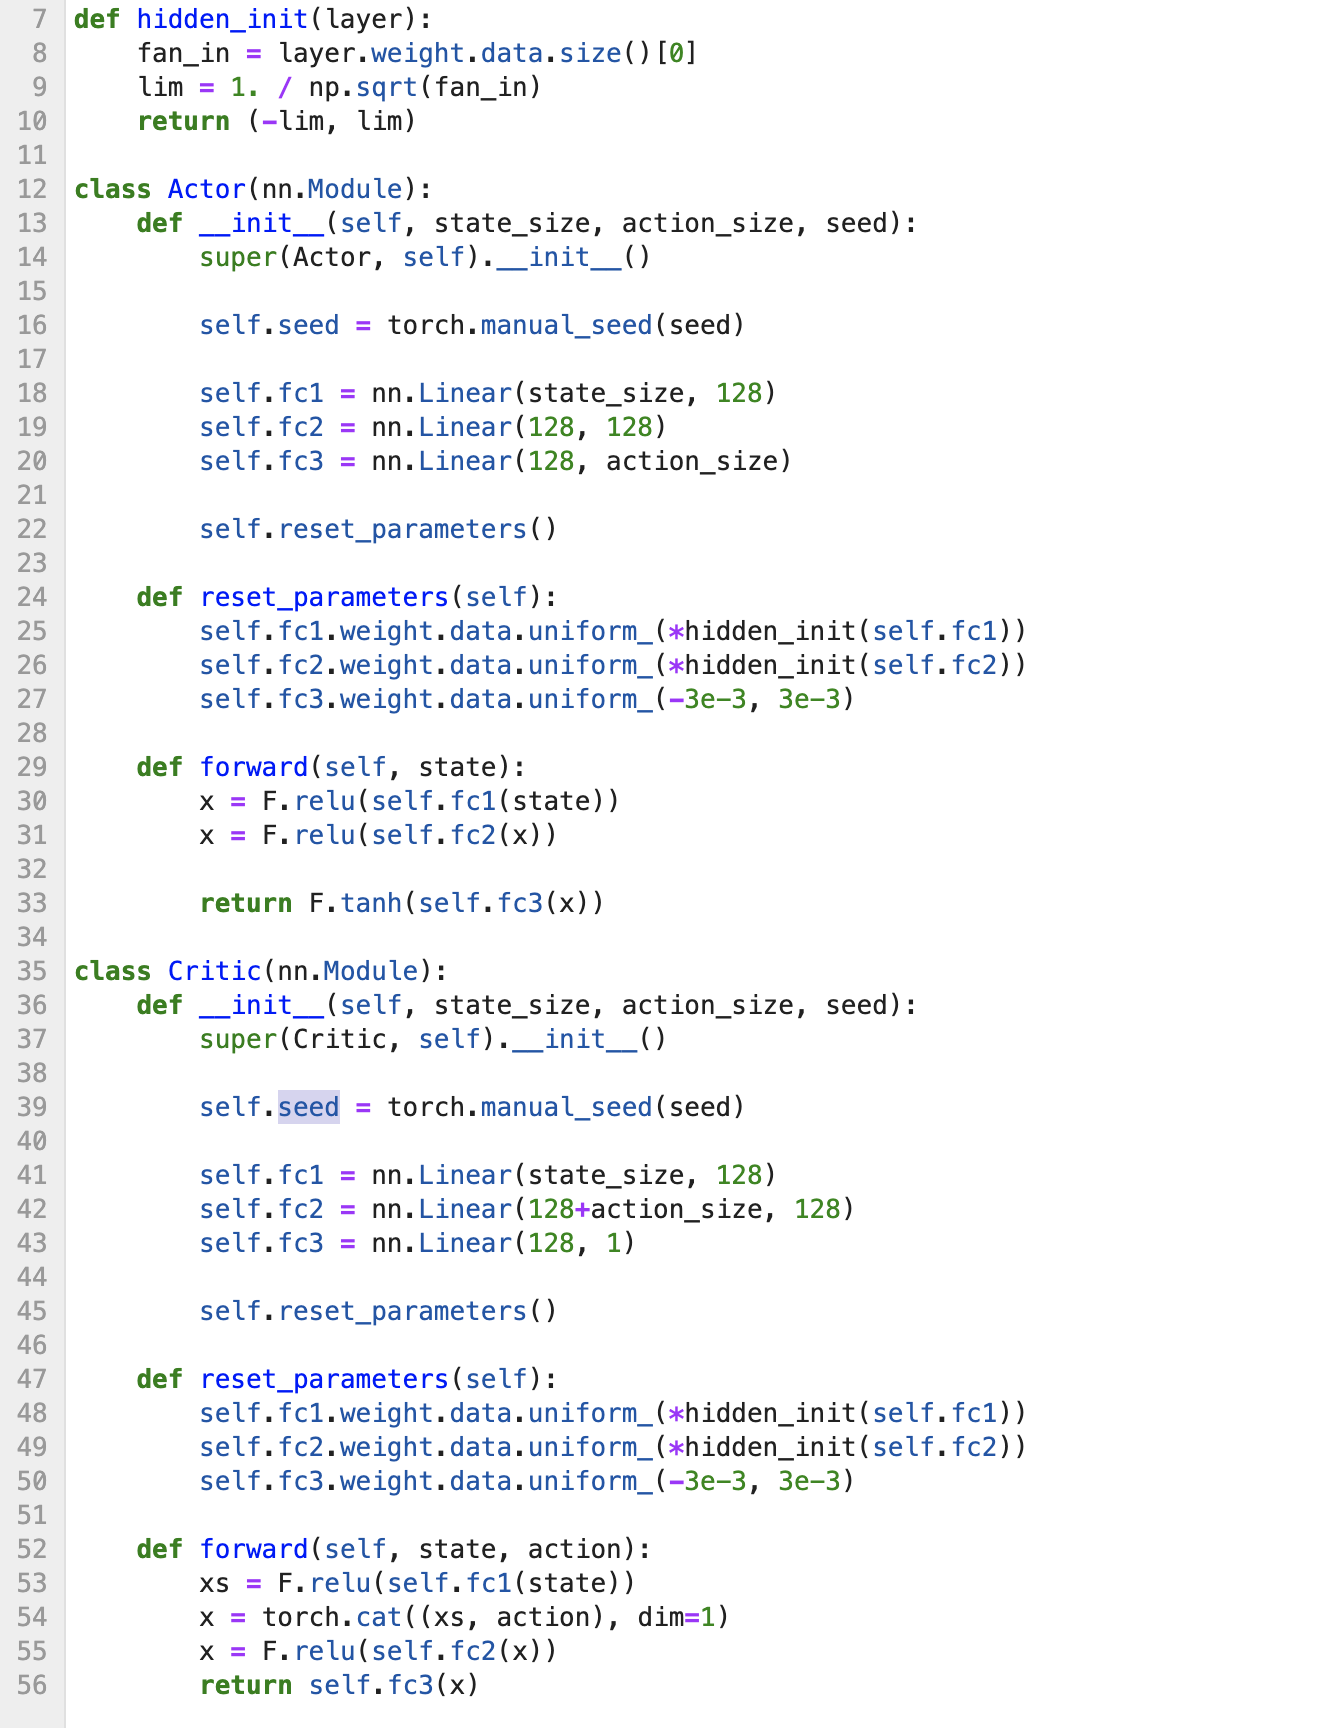 7 def hidden_init(layer):
8     fan_in = layer.weight.data.size()[0]
9     lim = 1. / np.sqrt(fan_in)
10     return (-lim, lim)
11
12 class Actor(nn.Module):
13     def __init__(self, state_size, action_size, seed):
14         super(Actor, self).__init__()
15
16         self.seed = torch.manual_seed(seed)
17
18         self.fc1 = nn.Linear(state_size, 128)
19         self.fc2 = nn.Linear(128, 128)
20         self.fc3 = nn.Linear(128, action_size)
21
22         self.reset_parameters()
23
24     def reset_parameters(self):
25         self.fc1.weight.data.uniform_(*hidden_init(self.fc1))
26         self.fc2.weight.data.uniform_(*hidden_init(self.fc2))
27         self.fc3.weight.data.uniform_(-3e-3, 3e-3)
28
29     def forward(self, state):
30         x = F.relu(self.fc1(state))
31         x = F.relu(self.fc2(x))
32
33         return F.tanh(self.fc3(x))
34
35 class Critic(nn.Module):
36     def __init__(self, state_size, action_size, seed):
37         super(Critic, self).__init__()
38
39         self.seed = torch.manual_seed(seed)
40
41         self.fc1 = nn.Linear(state_size, 128)
42         self.fc2 = nn.Linear(128+action_size, 128)
43         self.fc3 = nn.Linear(128, 1)
44
45         self.reset_parameters()
46
47     def reset_parameters(self):
48         self.fc1.weight.data.uniform_(*hidden_init(self.fc1))
49         self.fc2.weight.data.uniform_(*hidden_init(self.fc2))
50         self.fc3.weight.data.uniform_(-3e-3, 3e-3)
51
52     def forward(self, state, action):
53         xs = F.relu(self.fc1(state))
54         x = torch.cat((xs, action), dim=1)
55         x = F.relu(self.fc2(x))
56         return self.fc3(x)